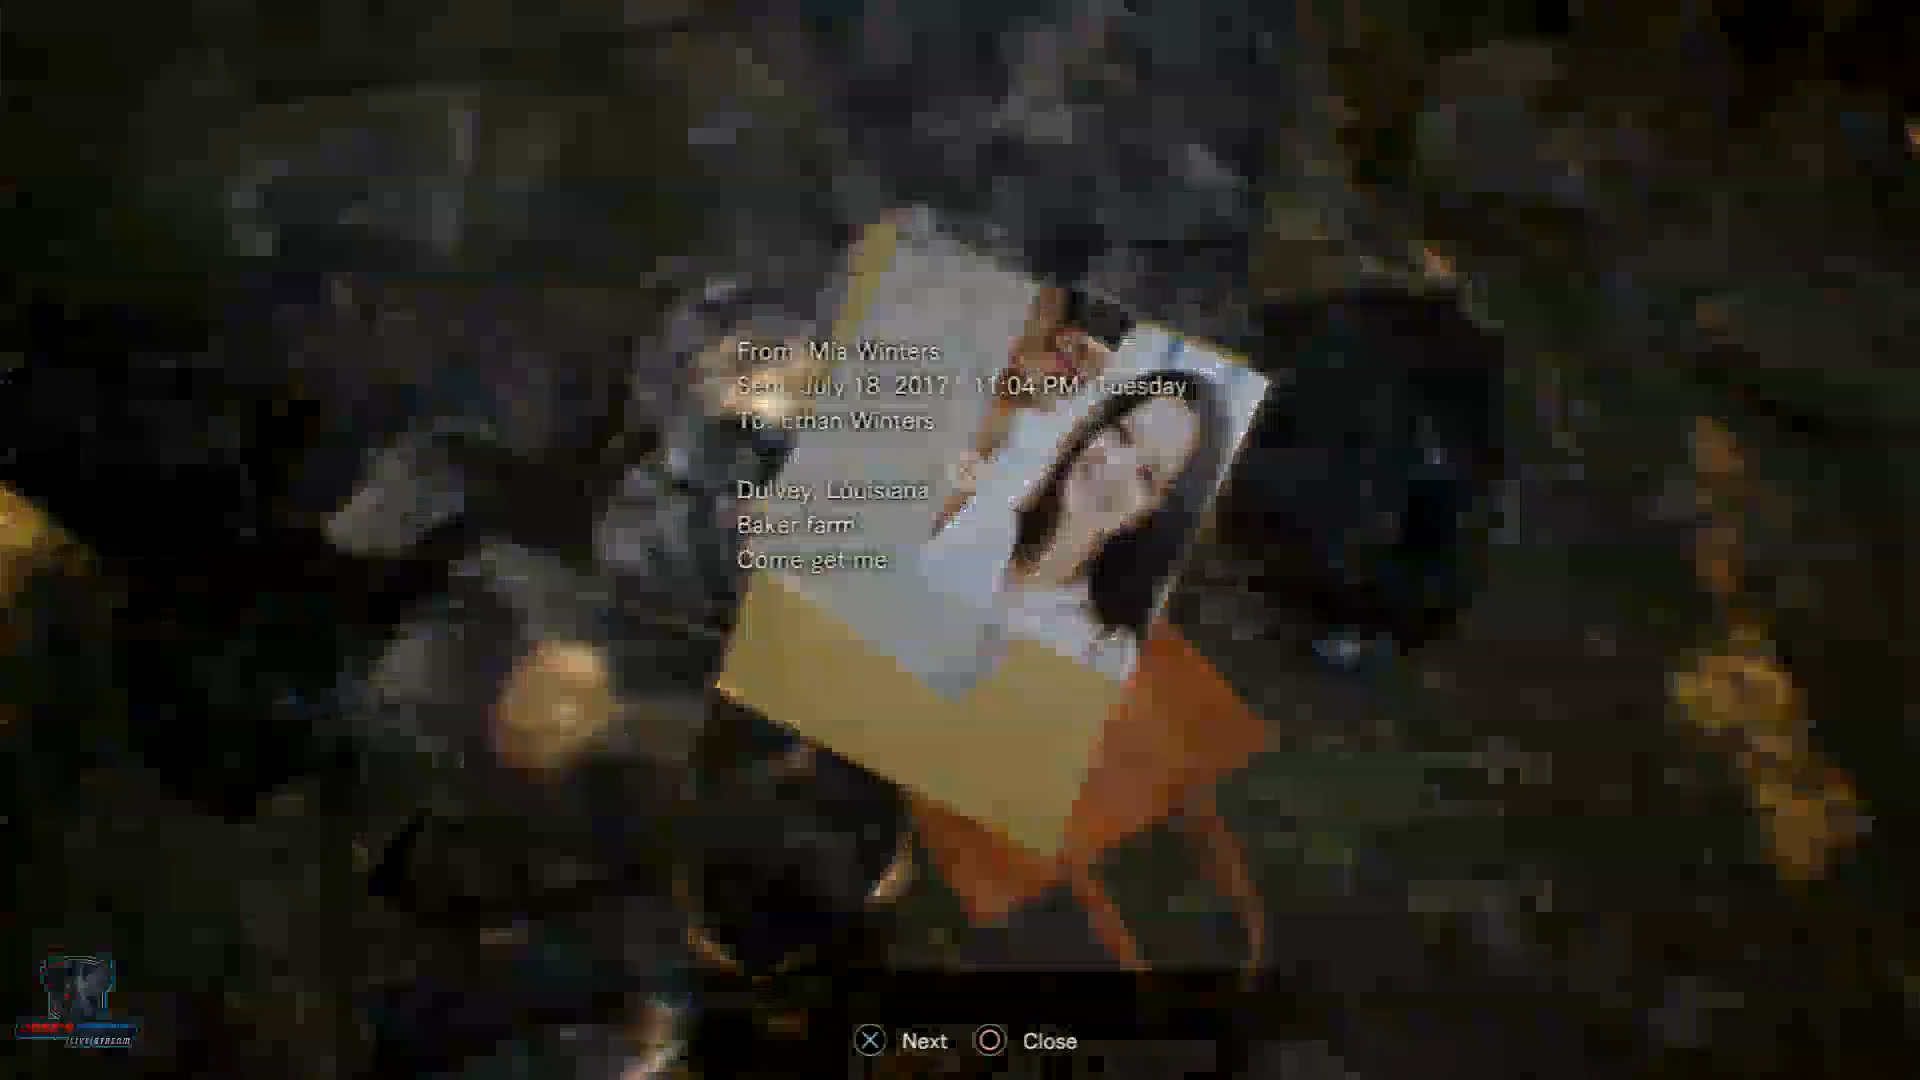 From: Mia Winters
Sent: July 18, 2017 11:04 PM, Tuesday
To: Ethan Winters
Dulvey, Louisiana
Baker farm
Come get me
Next Close
LIVESTREAM